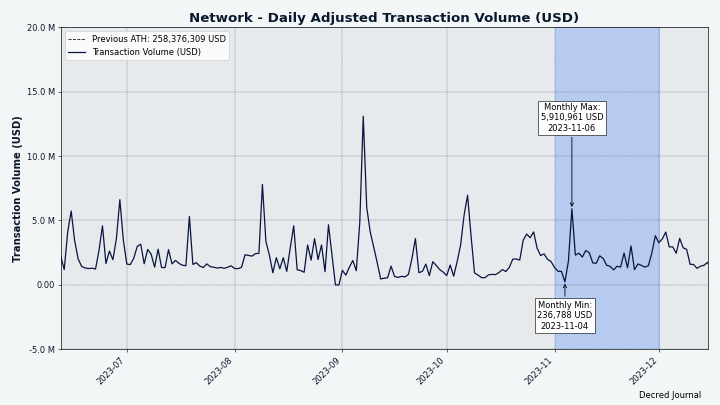 Network - Daily Adjusted Transaction Volume (USD)
Previous ATH: 258,376,309 USD
Transaction Volume (USD)
Transaction Volume (USD)
20.0 M
15.0 M
10.0 M
5.0 M
0.00
-5.0 M
Monthly Max:
5,910,961 USD
2023-11-06
Monthly Min:
236,788 USD
2023-11-04
2023-07
2023-08
2023-09
2023-10
2023-11
2023-12
Decred Journal